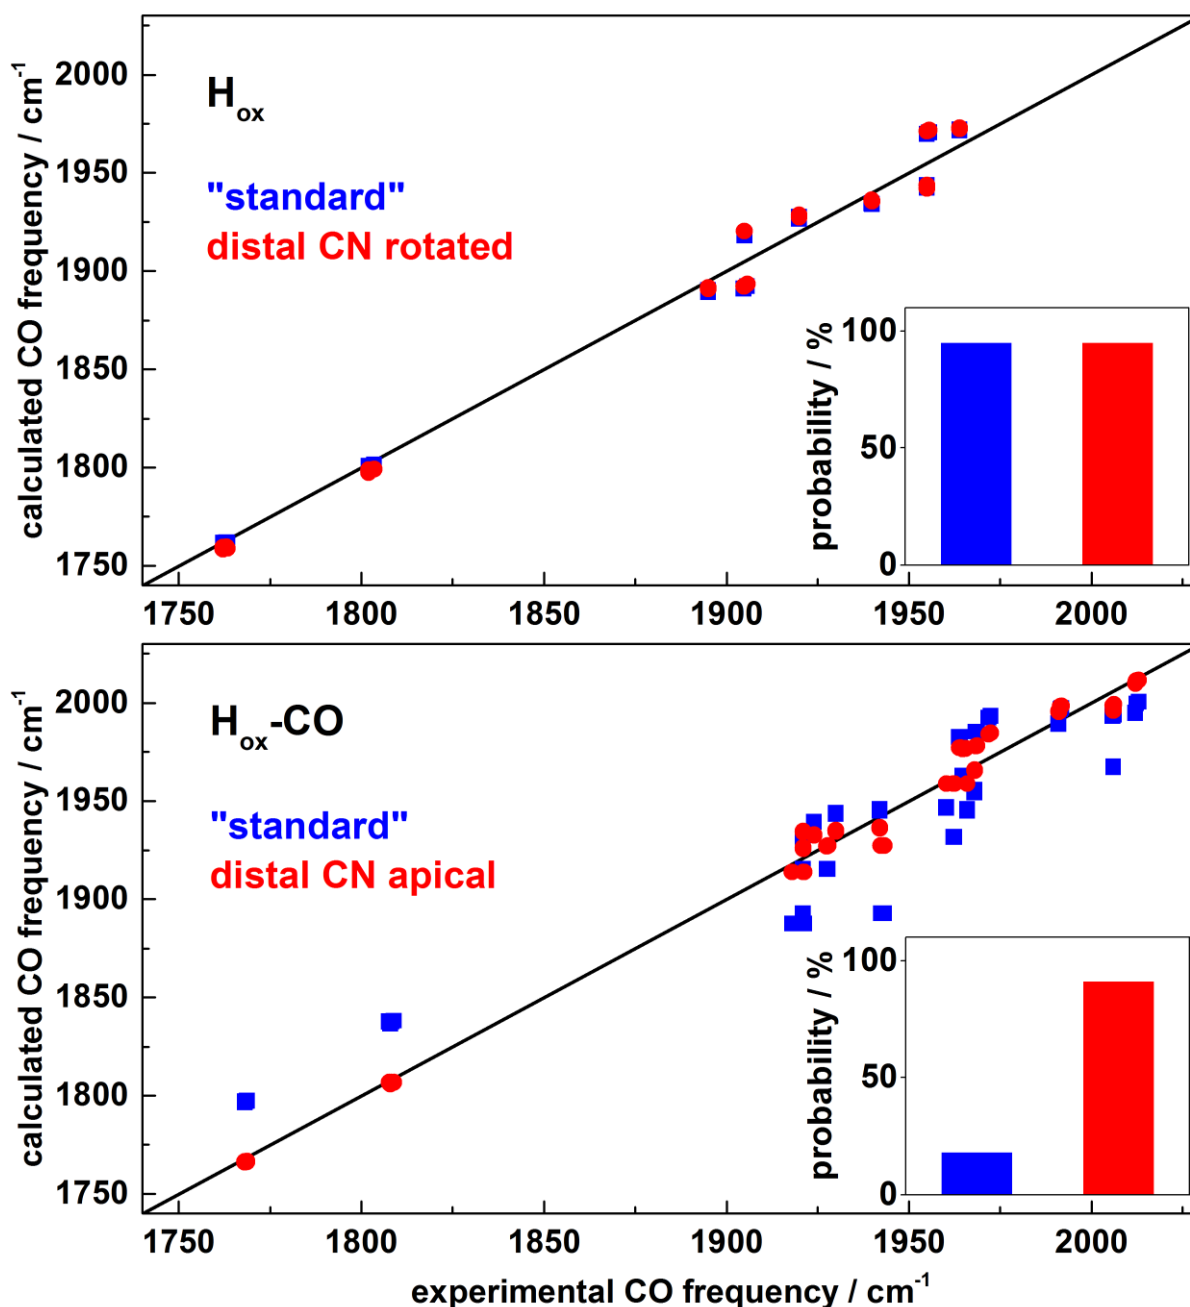 calculated CO frequency / cm⁻¹
2000
1950
1900
1850
1800
1750
Hₒₓ
"standard"
distal CN rotated
probability / %
100
50
0
1750 1800 1850 1900 1950 2000
calculated CO frequency / cm⁻¹
2000
1950
1900
1850
1800
1750
Hₒₓ-CO
"standard"
distal CN apical
probability / %
100
50
0
1750 1800 1850 1900 1950 2000
experimental CO frequency / cm⁻¹